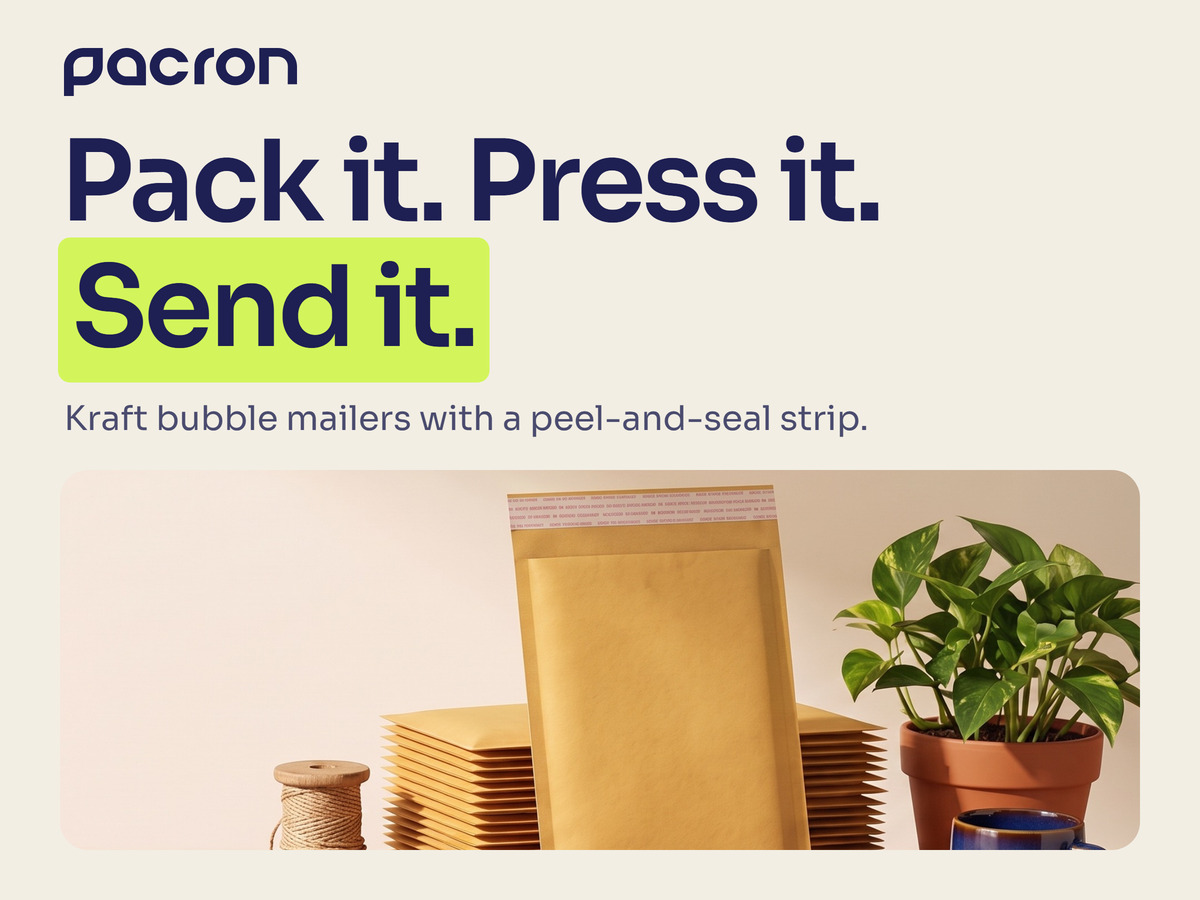 pacron
Pack it. Press it.
Send it.
Kraft bubble mailers with a peel-and-seal strip.